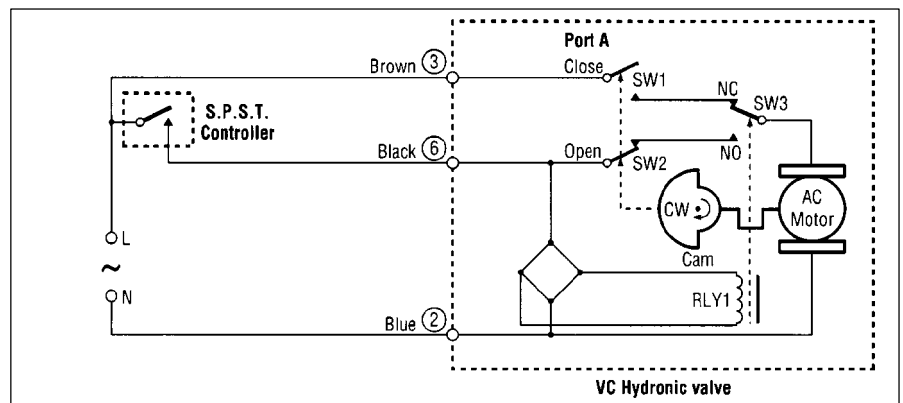 Port A
Brown ③
Close
SW1
NC
SW3
S.P.S.T.
Controller
Black ⑥
Open
SW2
NO
CW
AC
Motor
Cam
L
~
N
RLY1
Blue ②
VC Hydronic valve